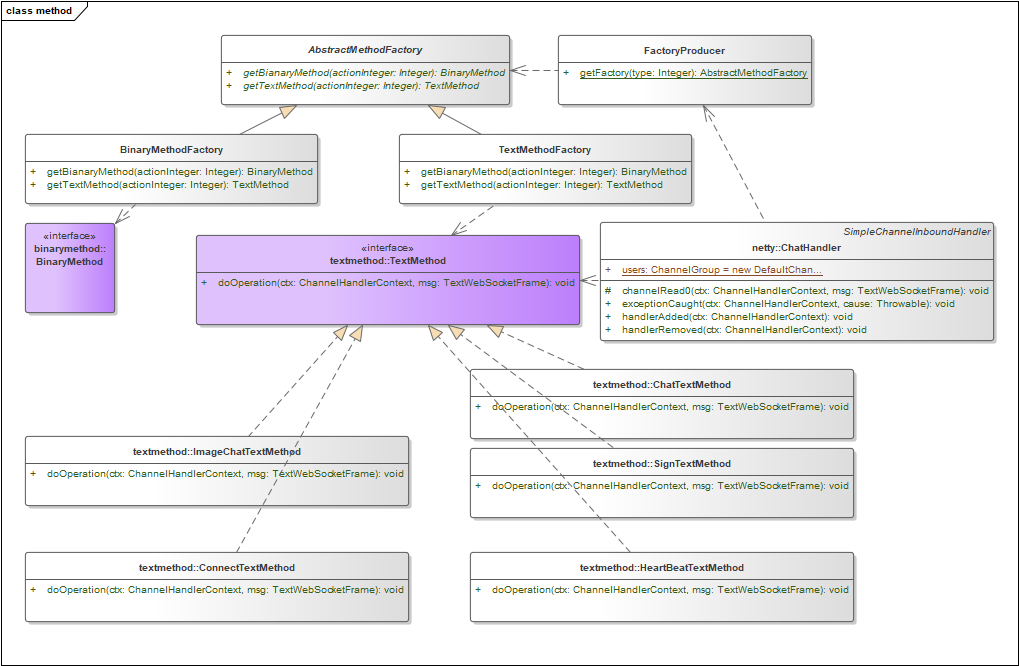 class method
AbstractMethodFactory
+ getBianaryMethod(actionInteger: Integer): BinaryMethod
+ getTextMethod(actionInteger: Integer): TextMethod
FactoryProducer
+ getFactory(type: Integer): AbstractMethodFactory
BinaryMethodFactory
+ getBianaryMethod(actionInteger: Integer): BinaryMethod
+ getTextMethod(actionInteger: Integer): TextMethod
TextMethodFactory
+ getBianaryMethod(actionInteger: Integer): BinaryMethod
+ getTextMethod(actionInteger: Integer): TextMethod
«interface»
binarymethod::
BinaryMethod
«interface»
textmethod::TextMethod
+ doOperation(ctx: ChannelHandlerContext, msg: TextWebSocketFrame): void
SimpleChannelInboundHandler
netty::ChatHandler
+ users: ChannelGroup = new DefaultChan...
# channelRead0(ctx: ChannelHandlerContext, msg: TextWebSocketFrame): void
+ exceptionCaught(ctx: ChannelHandlerContext, cause: Throwable): void
+ handlerAdded(ctx: ChannelHandlerContext): void
+ handlerRemoved(ctx: ChannelHandlerContext): void
textmethod::ChatTextMethod
+ doOperation(ctx: ChannelHandlerContext, msg: TextWebSocketFrame): void
textmethod::ImageChatTextMethod
+ doOperation(ctx: ChannelHandlerContext, msg: TextWebSocketFrame): void
textmethod::SignTextMethod
+ doOperation(ctx: ChannelHandlerContext, msg: TextWebSocketFrame): void
textmethod::ConnectTextMethod
+ doOperation(ctx: ChannelHandlerContext, msg: TextWebSocketFrame): void
textmethod::HeartBeatTextMethod
+ doOperation(ctx: ChannelHandlerContext, msg: TextWebSocketFrame): void